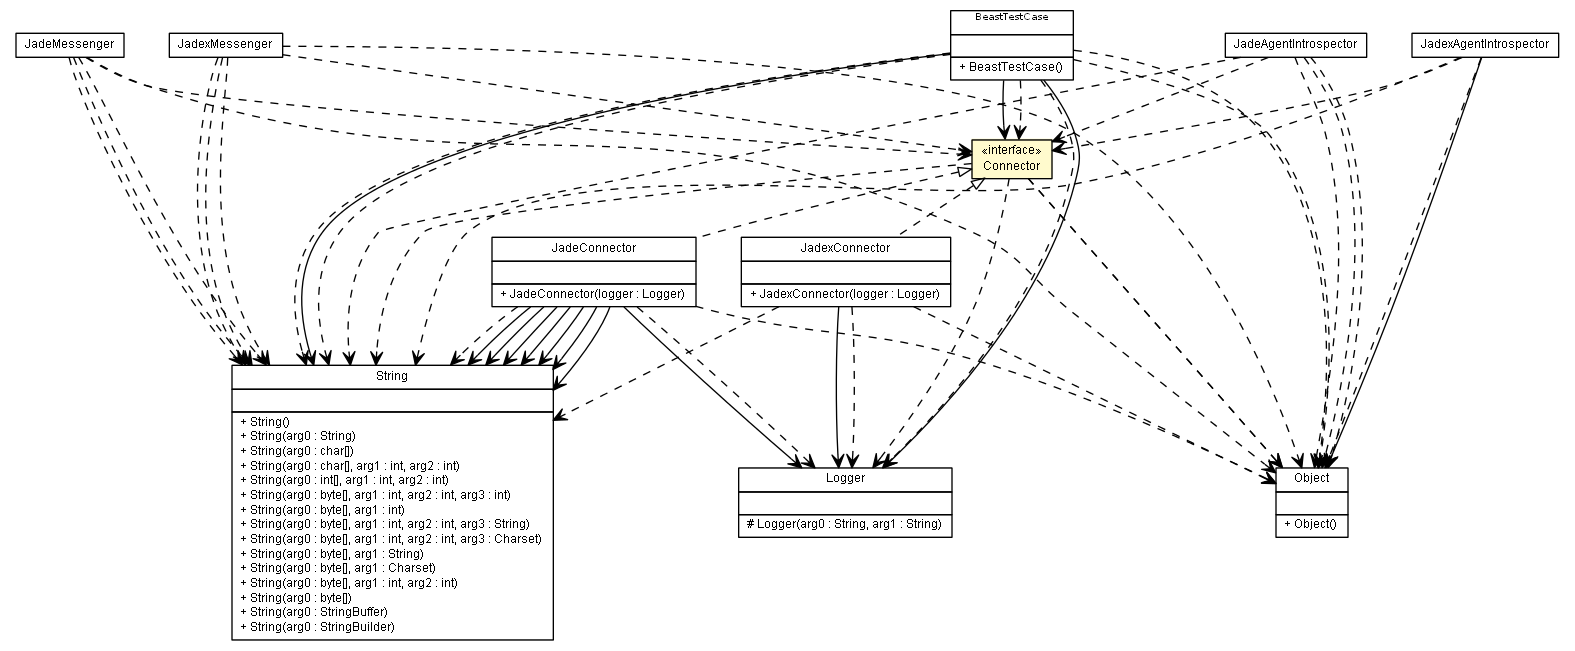 BeastTestCase
+ BeastTestCase()
JadeMessenger
JadexMessenger
JadeAgentIntrospector
JadexAgentIntrospector
«interface»
Connector
JadeConnector
+ JadeConnector(logger : Logger)
JadexConnector
+ JadexConnector(logger : Logger)
String
+ String()
+ String(arg0 : String)
+ String(arg0 : char[])
+ String(arg0 : char[], arg1 : int, arg2 : int)
+ String(arg0 : int[], arg1 : int, arg2 : int)
+ String(arg0 : byte[], arg1 : int, arg2 : int, arg3 : int)
+ String(arg0 : byte[], arg1 : int)
+ String(arg0 : byte[], arg1 : int, arg2 : int, arg3 : String)
+ String(arg0 : byte[], arg1 : int, arg2 : int, arg3 : Charset)
+ String(arg0 : byte[], arg1 : String)
+ String(arg0 : byte[], arg1 : Charset)
+ String(arg0 : byte[], arg1 : int, arg2 : int)
+ String(arg0 : byte[])
+ String(arg0 : StringBuffer)
+ String(arg0 : StringBuilder)
Logger
# Logger(arg0 : String, arg1 : String)
Object
+ Object()